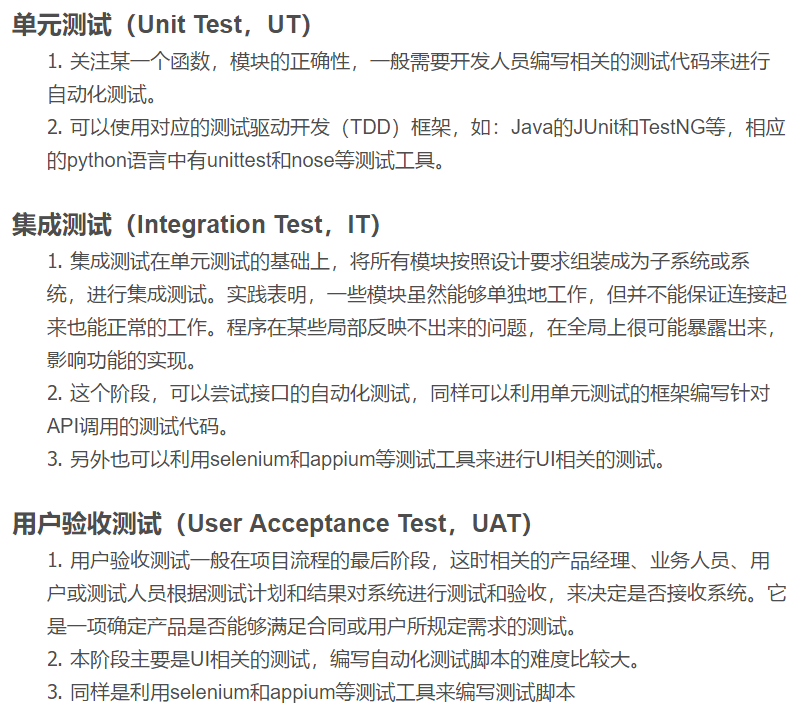 单元测试（Unit Test，UT）
1. 关注某一个函数，模块的正确性，一般需要开发人员编写相关的测试代码来进行
自动化测试。
2. 可以使用对应的测试驱动开发（TDD）框架，如：Java的JUnit和TestNG等，相应
的python语言中有unittest和nose等测试工具。
集成测试（Integration Test，IT）
1. 集成测试在单元测试的基础上，将所有模块按照设计要求组装成为子系统或系
统，进行集成测试。实践表明，一些模块虽然能够单独地工作，但并不能保证连接起
来也能正常的工作。程序在某些局部反映不出来的问题，在全局上很可能暴露出来，
影响功能的实现。
2. 这个阶段，可以尝试接口的自动化测试，同样可以利用单元测试的框架编写针对
API调用的测试代码。
3. 另外也可以利用selenium和appium等测试工具来进行UI相关的测试。
用户验收测试（User Acceptance Test，UAT）
1. 用户验收测试一般在项目流程的最后阶段，这时相关的产品经理、业务人员、用
户或测试人员根据测试计划和结果对系统进行测试和验收，来决定是否接收系统。它
是一项确定产品是否能够满足合同或用户所规定需求的测试。
2. 本阶段主要是UI相关的测试，编写自动化测试脚本的难度比较大。
3. 同样是利用selenium和appium等测试工具来编写测试脚本